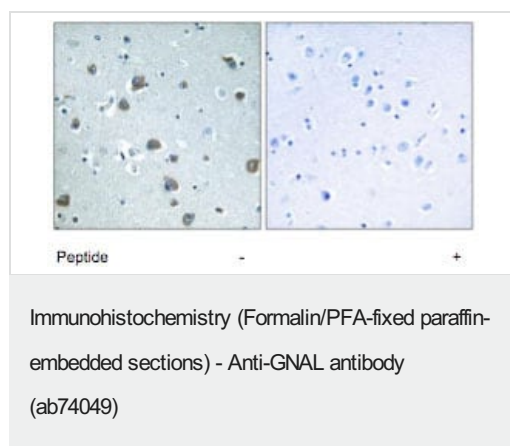 Peptide - +
Immunohistochemistry (Formalin/PFA-fixed paraffin-
embedded sections) - Anti-GNAL antibody
(ab74049)